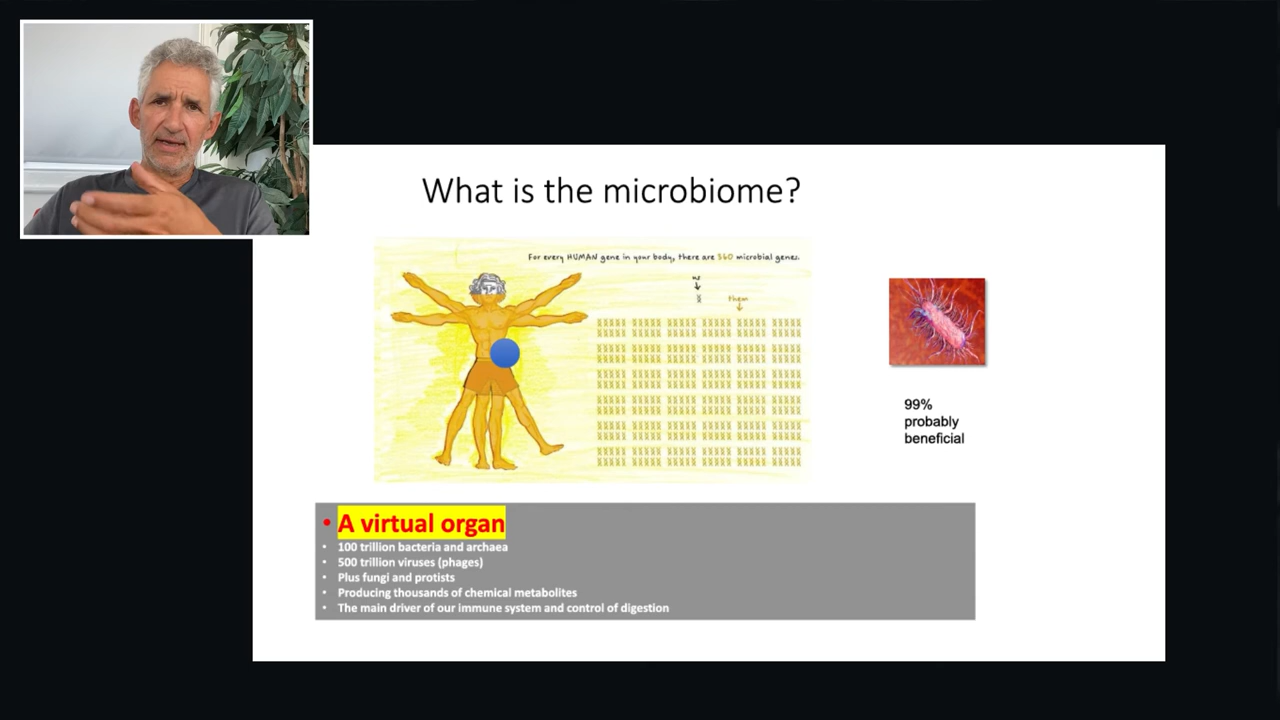 What is the microbiome?
For every HUMAN gene in your body, there are 360 microbial genes.
us
them
99%
probably
beneficial
• A virtual organ
• 100 trillion bacteria and archaea
• 500 trillion viruses (phages)
• Plus fungi and protists
• Producing thousands of chemical metabolites
• The main driver of our immune system and control of digestion